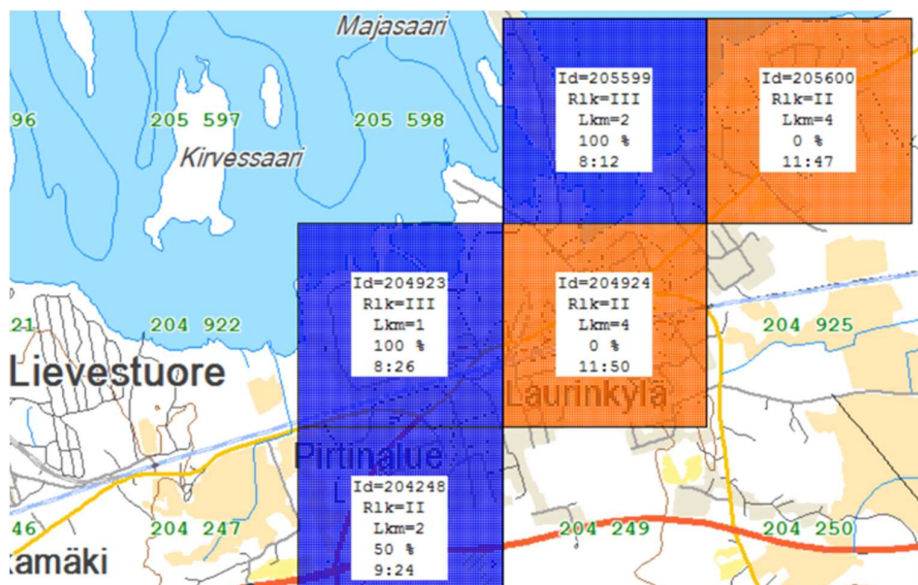 Majasaari
Id=205599
Rlk=III
Lkm=2
100 %
8:12
Id=205600
Rlk=II
Lkm=4
0 %
11:47
96
205 597
205 598
Kirvessaari
Id=204923
Rlk=III
Lkm=1
100 %
8:26
Id=204924
Rlk=II
Lkm=4
0 %
11:50
21
204 922
204 925
Lievestuore
Laurinkylä
Pirtinalue
Id=204248
Rlk=II
Lkm=2
50 %
9:24
46
204 247
204 249
204 250
kamäki